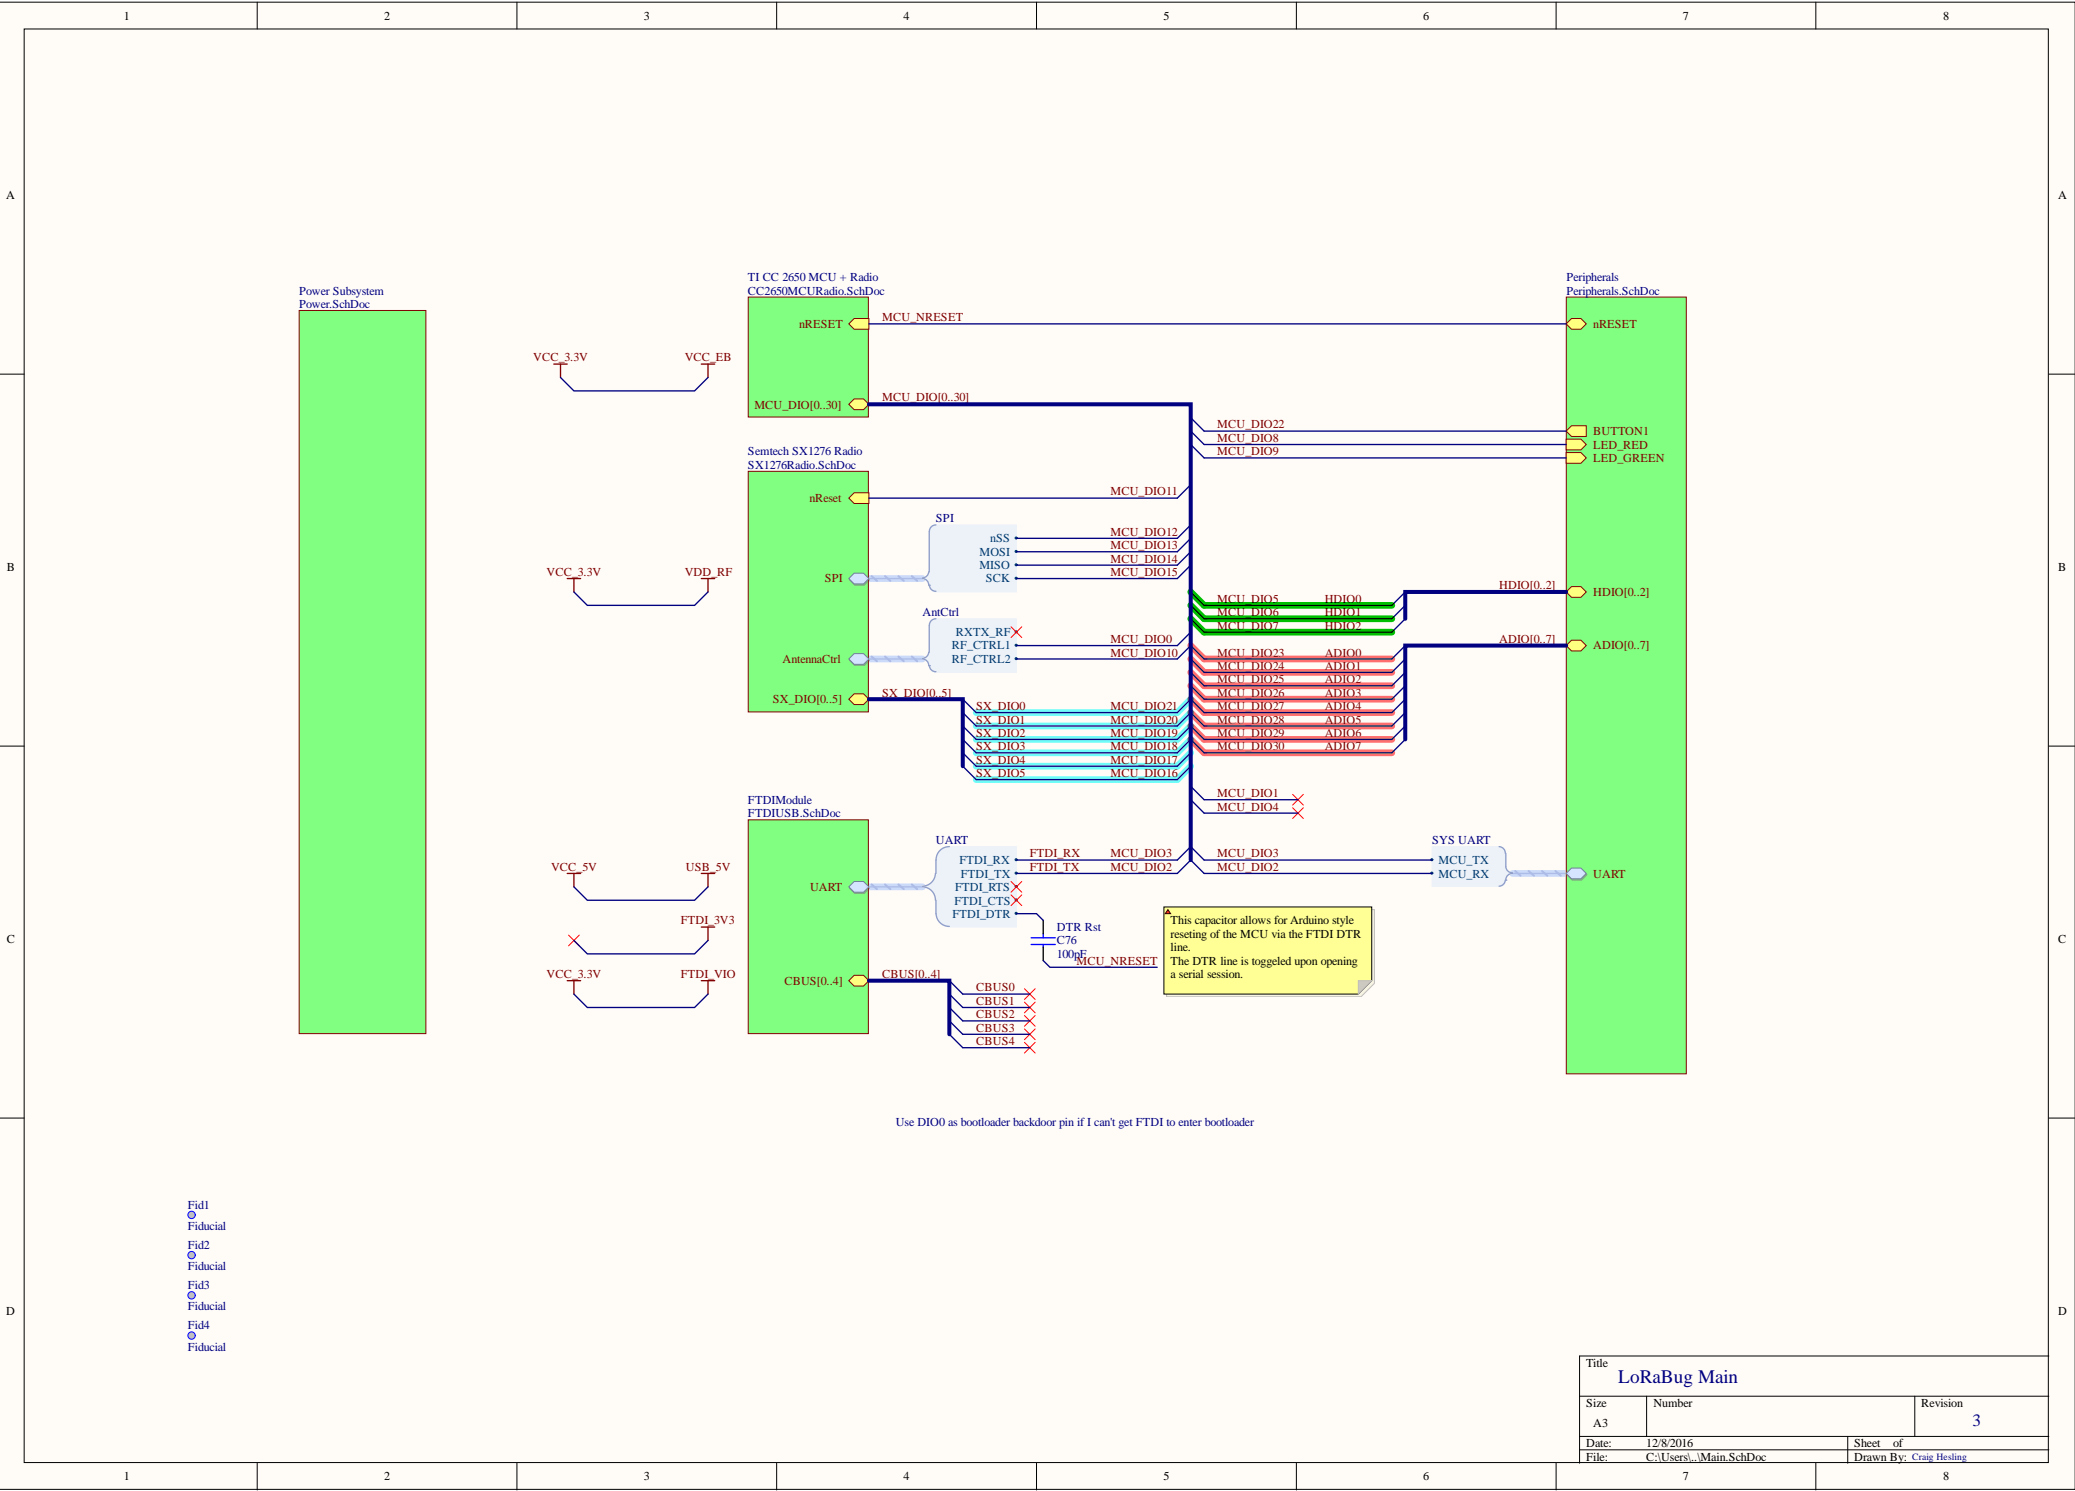 1 2 3 4 5 6 7 8
A A
B B
C C
D D
Power Subsystem
Power.SchDoc
VCC_3.3V VCC_EB
VCC_3.3V VDD_RF
VCC_5V USB_5V
FTDI_3V3
VCC_3.3V FTDI_VIO
TI CC 2650 MCU + Radio
CC2650MCURadio.SchDoc
nRESET MCU_NRESET
MCU_DIO[0..30] MCU_DIO[0..30]
Semtech SX1276 Radio
SX1276Radio.SchDoc
nReset MCU_DIO11
SPI
nSS MCU_DIO12
MOSI MCU_DIO13
MISO MCU_DIO14
SCK MCU_DIO15
SPI
AntCtrl
RXTX_RF
RF_CTRL1 MCU_DIO0
RF_CTRL2 MCU_DIO10
AntennaCtrl
SX_DIO[0..5] SX_DIO[0..5]
SX_DIO0 MCU_DIO21
SX_DIO1 MCU_DIO20
SX_DIO2 MCU_DIO19
SX_DIO3 MCU_DIO18
SX_DIO4 MCU_DIO17
SX_DIO5 MCU_DIO16
FTDIModule
FTDIUSB.SchDoc
UART
FTDI_RX FTDI_RX MCU_DIO3
FTDI_TX FTDI_TX MCU_DIO2
FTDI_RTS
FTDI_CTS
FTDI_DTR
UART
DTR Rst
C76
100pF
MCU_NRESET
CBUS[0..4] CBUS[0..4]
CBUS0
CBUS1
CBUS2
CBUS3
CBUS4
Peripherals
Peripherals.SchDoc
nRESET
MCU_DIO22 BUTTON1
MCU_DIO8 LED_RED
MCU_DIO9 LED_GREEN
HDIO[0..2] HDIO[0..2]
MCU_DIO5 HDIO0
MCU_DIO6 HDIO1
MCU_DIO7 HDIO2
ADIO[0..7] ADIO[0..7]
MCU_DIO23 ADIO0
MCU_DIO24 ADIO1
MCU_DIO25 ADIO2
MCU_DIO26 ADIO3
MCU_DIO27 ADIO4
MCU_DIO28 ADIO5
MCU_DIO29 ADIO6
MCU_DIO30 ADIO7
MCU_DIO1
MCU_DIO4
SYS UART
MCU_DIO3 MCU_TX
MCU_DIO2 MCU_RX
UART
This capacitor allows for Arduino style
reseting of the MCU via the FTDI DTR
line.
The DTR line is toggeled upon opening
a serial session.
Use DIO0 as bootloader backdoor pin if I can't get FTDI to enter bootloader
Fid1
Fiducial
Fid2
Fiducial
Fid3
Fiducial
Fid4
Fiducial
Title
LoRaBug Main
Size Number Revision
A3 3
Date: 12/8/2016 Sheet of
File: C:\Users\..\Main.SchDoc Drawn By: Craig Hesling
1 2 3 4 5 6 7 8